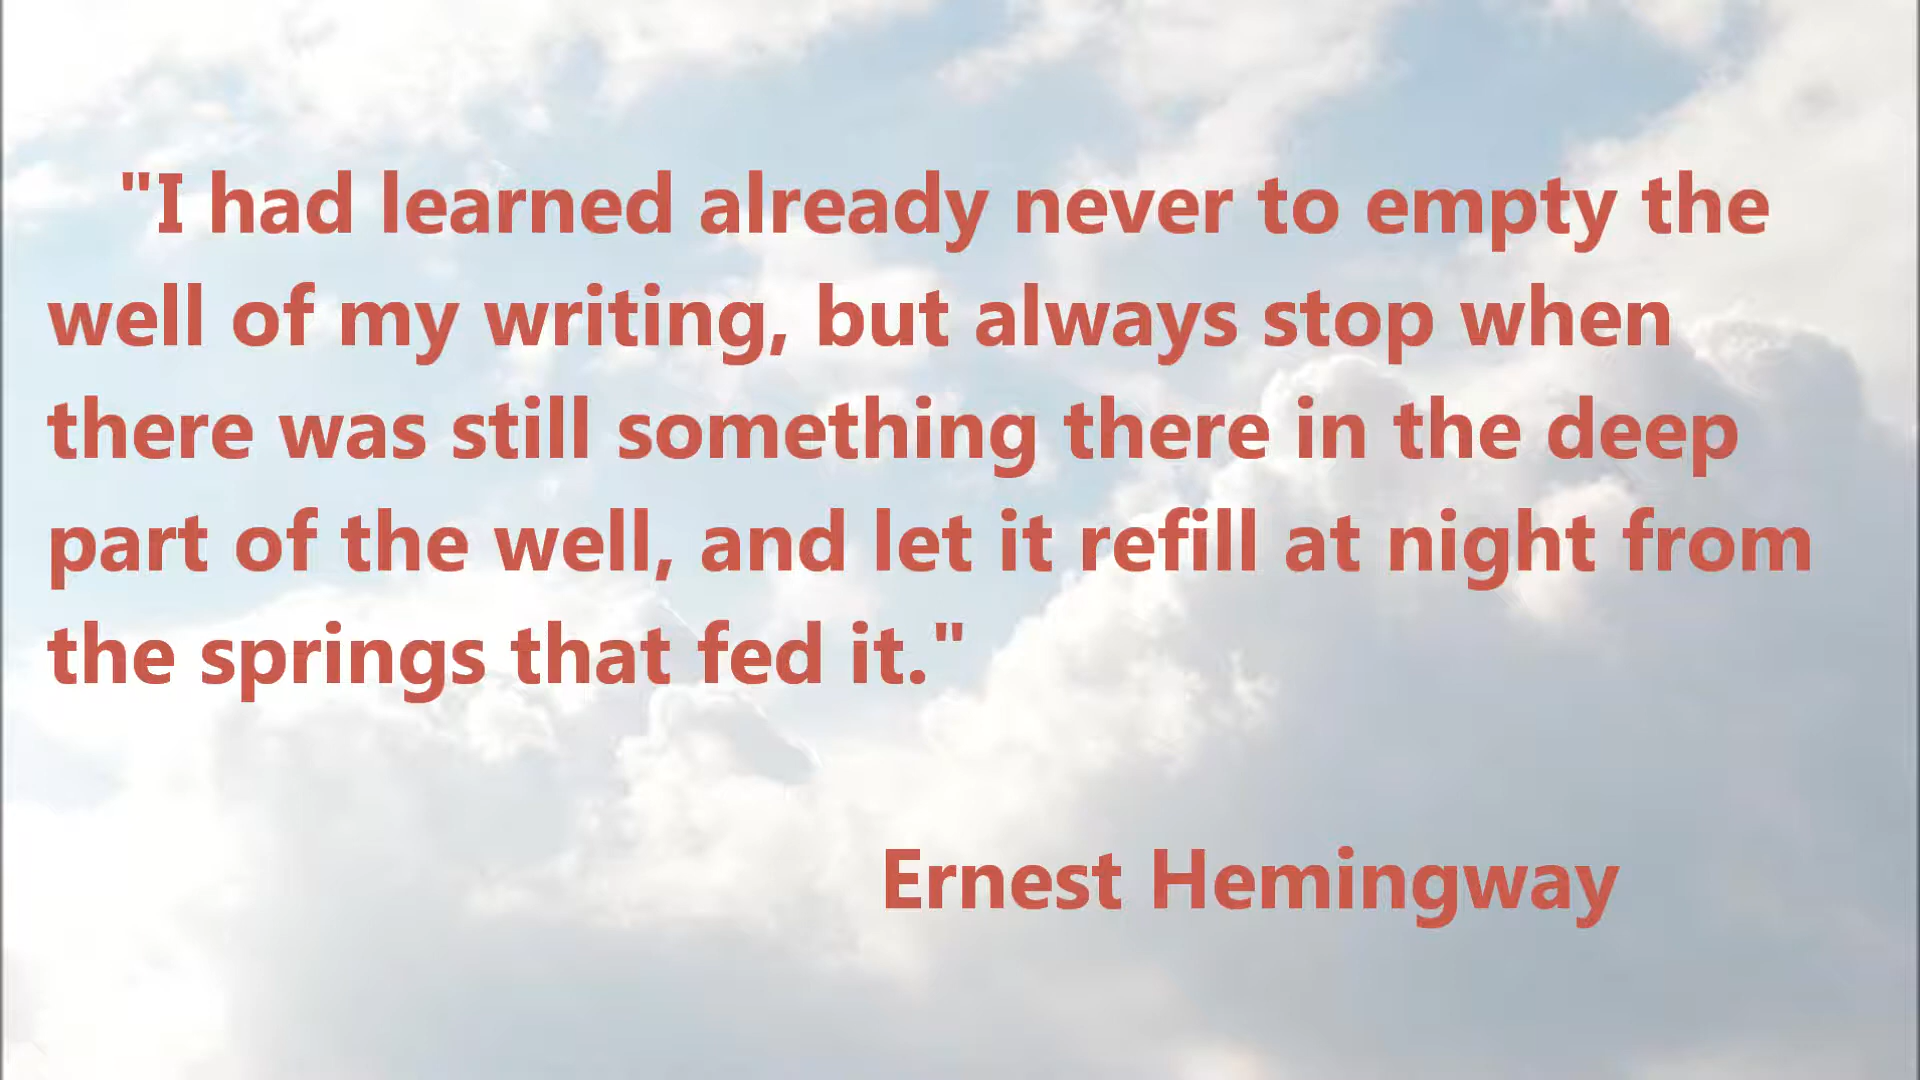 "I had learned already never to empty the
well of my writing, but always stop when
there was still something there in the deep
part of the well, and let it refill at night from
the springs that fed it."
Ernest Hemingway